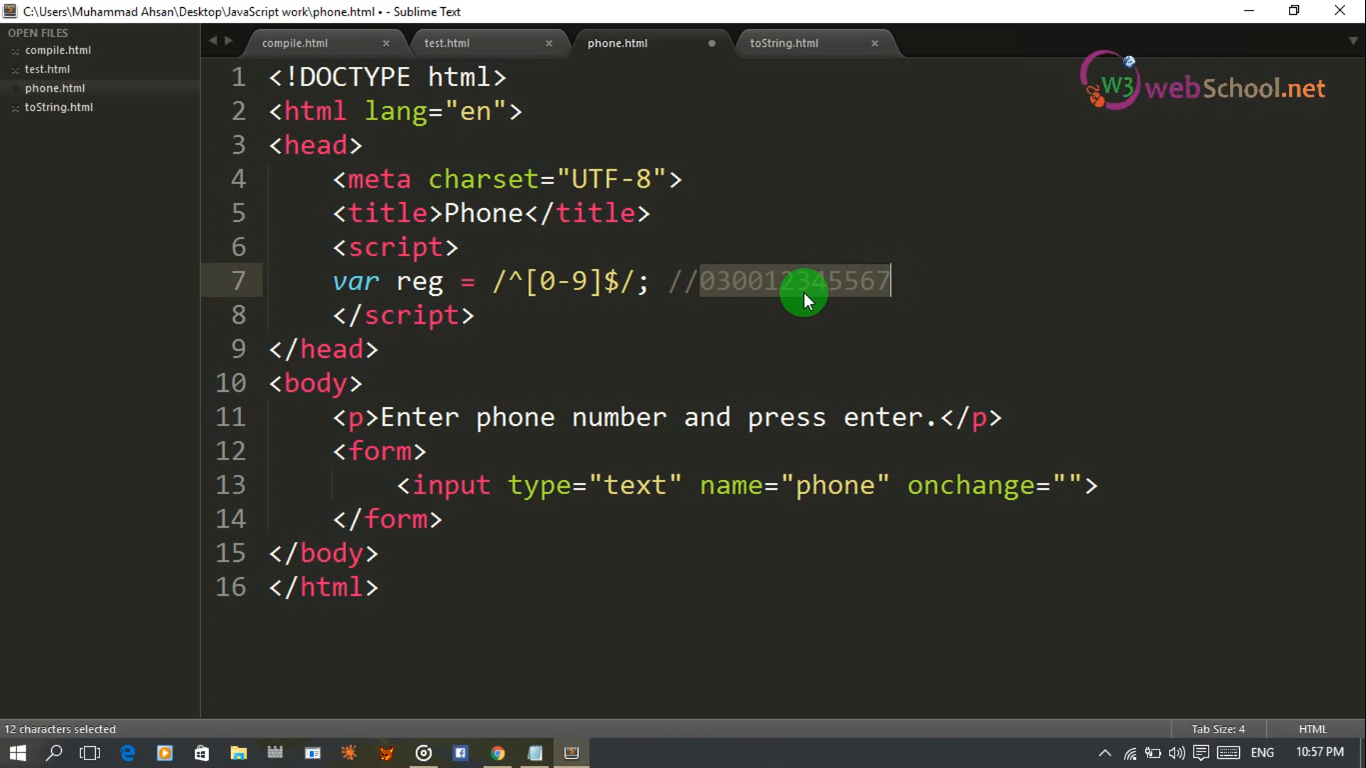 C:\Users\Muhammad Ahsan\Desktop\JavaScript work\phone.html • - Sublime Text
OPEN FILES
compile.html
test.html
phone.html
toString.html
compile.html
test.html
phone.html
toString.html
W3 webSchool.net
1 <!DOCTYPE html>
2 <html lang="en">
3 <head>
4 <meta charset="UTF-8">
5 <title>Phone</title>
6 <script>
7 var reg = /^[0-9]$/; //030012345567
8 </script>
9 </head>
10 <body>
11 <p>Enter phone number and press enter.</p>
12 <form>
13 <input type="text" name="phone" onchange="">
14 </form>
15 </body>
16 </html>
12 characters selected
Tab Size: 4
HTML
ENG
10:57 PM